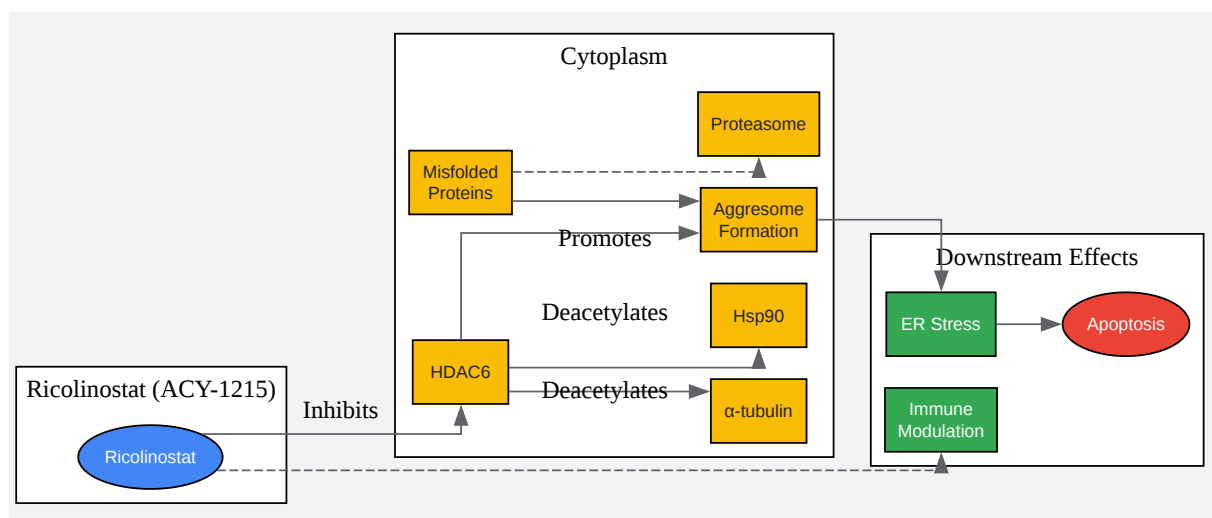 Cytoplasm
Proteasome
Misfolded
Proteins
Aggresome
Formation
Promotes
Downstream Effects
Deacetylates
Hsp90
ER Stress
Apoptosis
HDAC6
Ricolinostat (ACY-1215)
Inhibits
Deacetylates
α-tubulin
Immune
Modulation
Ricolinostat